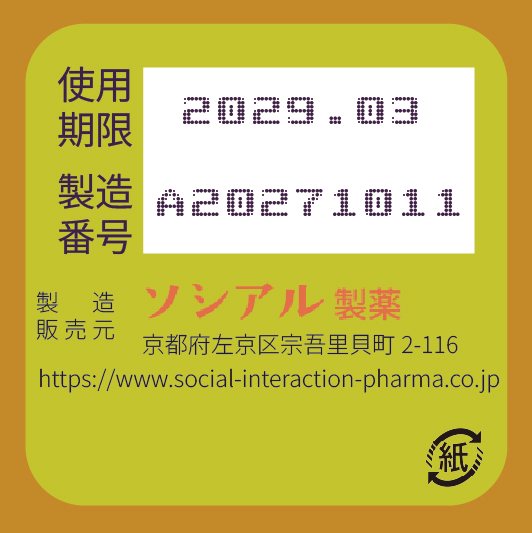 使用期限 2029.03
製造番号 A20271011
製造販売元 ソシアル製薬
京都府左京区宗吾里貝町 2-116
https://www.social-interaction-pharma.co.jp
紙